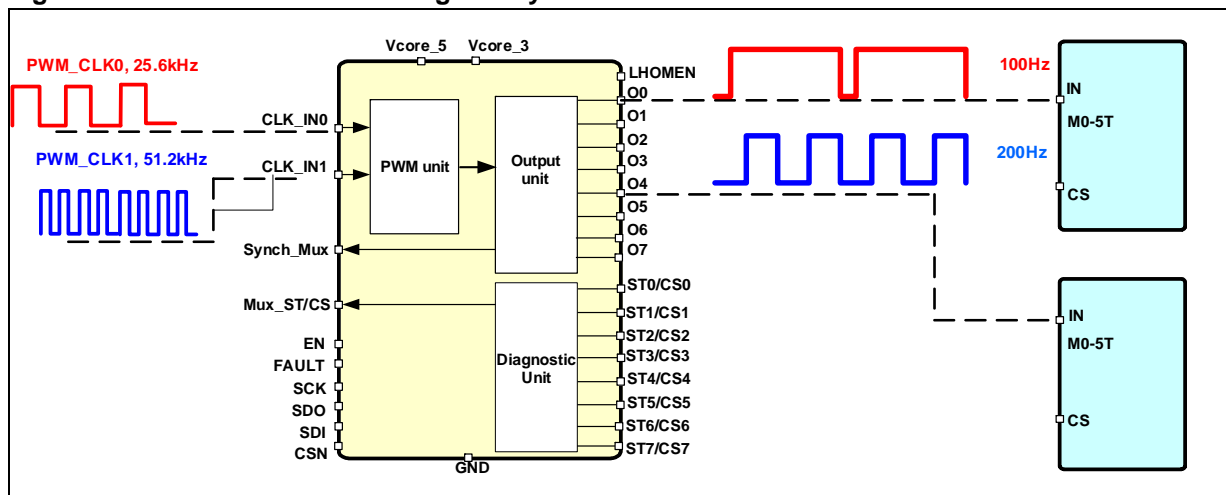 Vcore_5 Vcore_3
PWM_CLK0, 25.6kHz
PWM_CLK1, 51.2kHz
CLK_IN0
CLK_IN1
Synch_Mux
Mux_ST/CS
EN
FAULT
SCK
SDO
SDI
CSN
PWM unit
Output
unit
Diagnostic
Unit
GND
LHOMEN
O0
O1
O2
O3
O4
O5
O6
O7
ST0/CS0
ST1/CS1
ST2/CS2
ST3/CS3
ST4/CS4
ST5/CS5
ST6/CS6
ST7/CS7
100Hz
200Hz
IN
M0-5T
CS
IN
M0-5T
CS